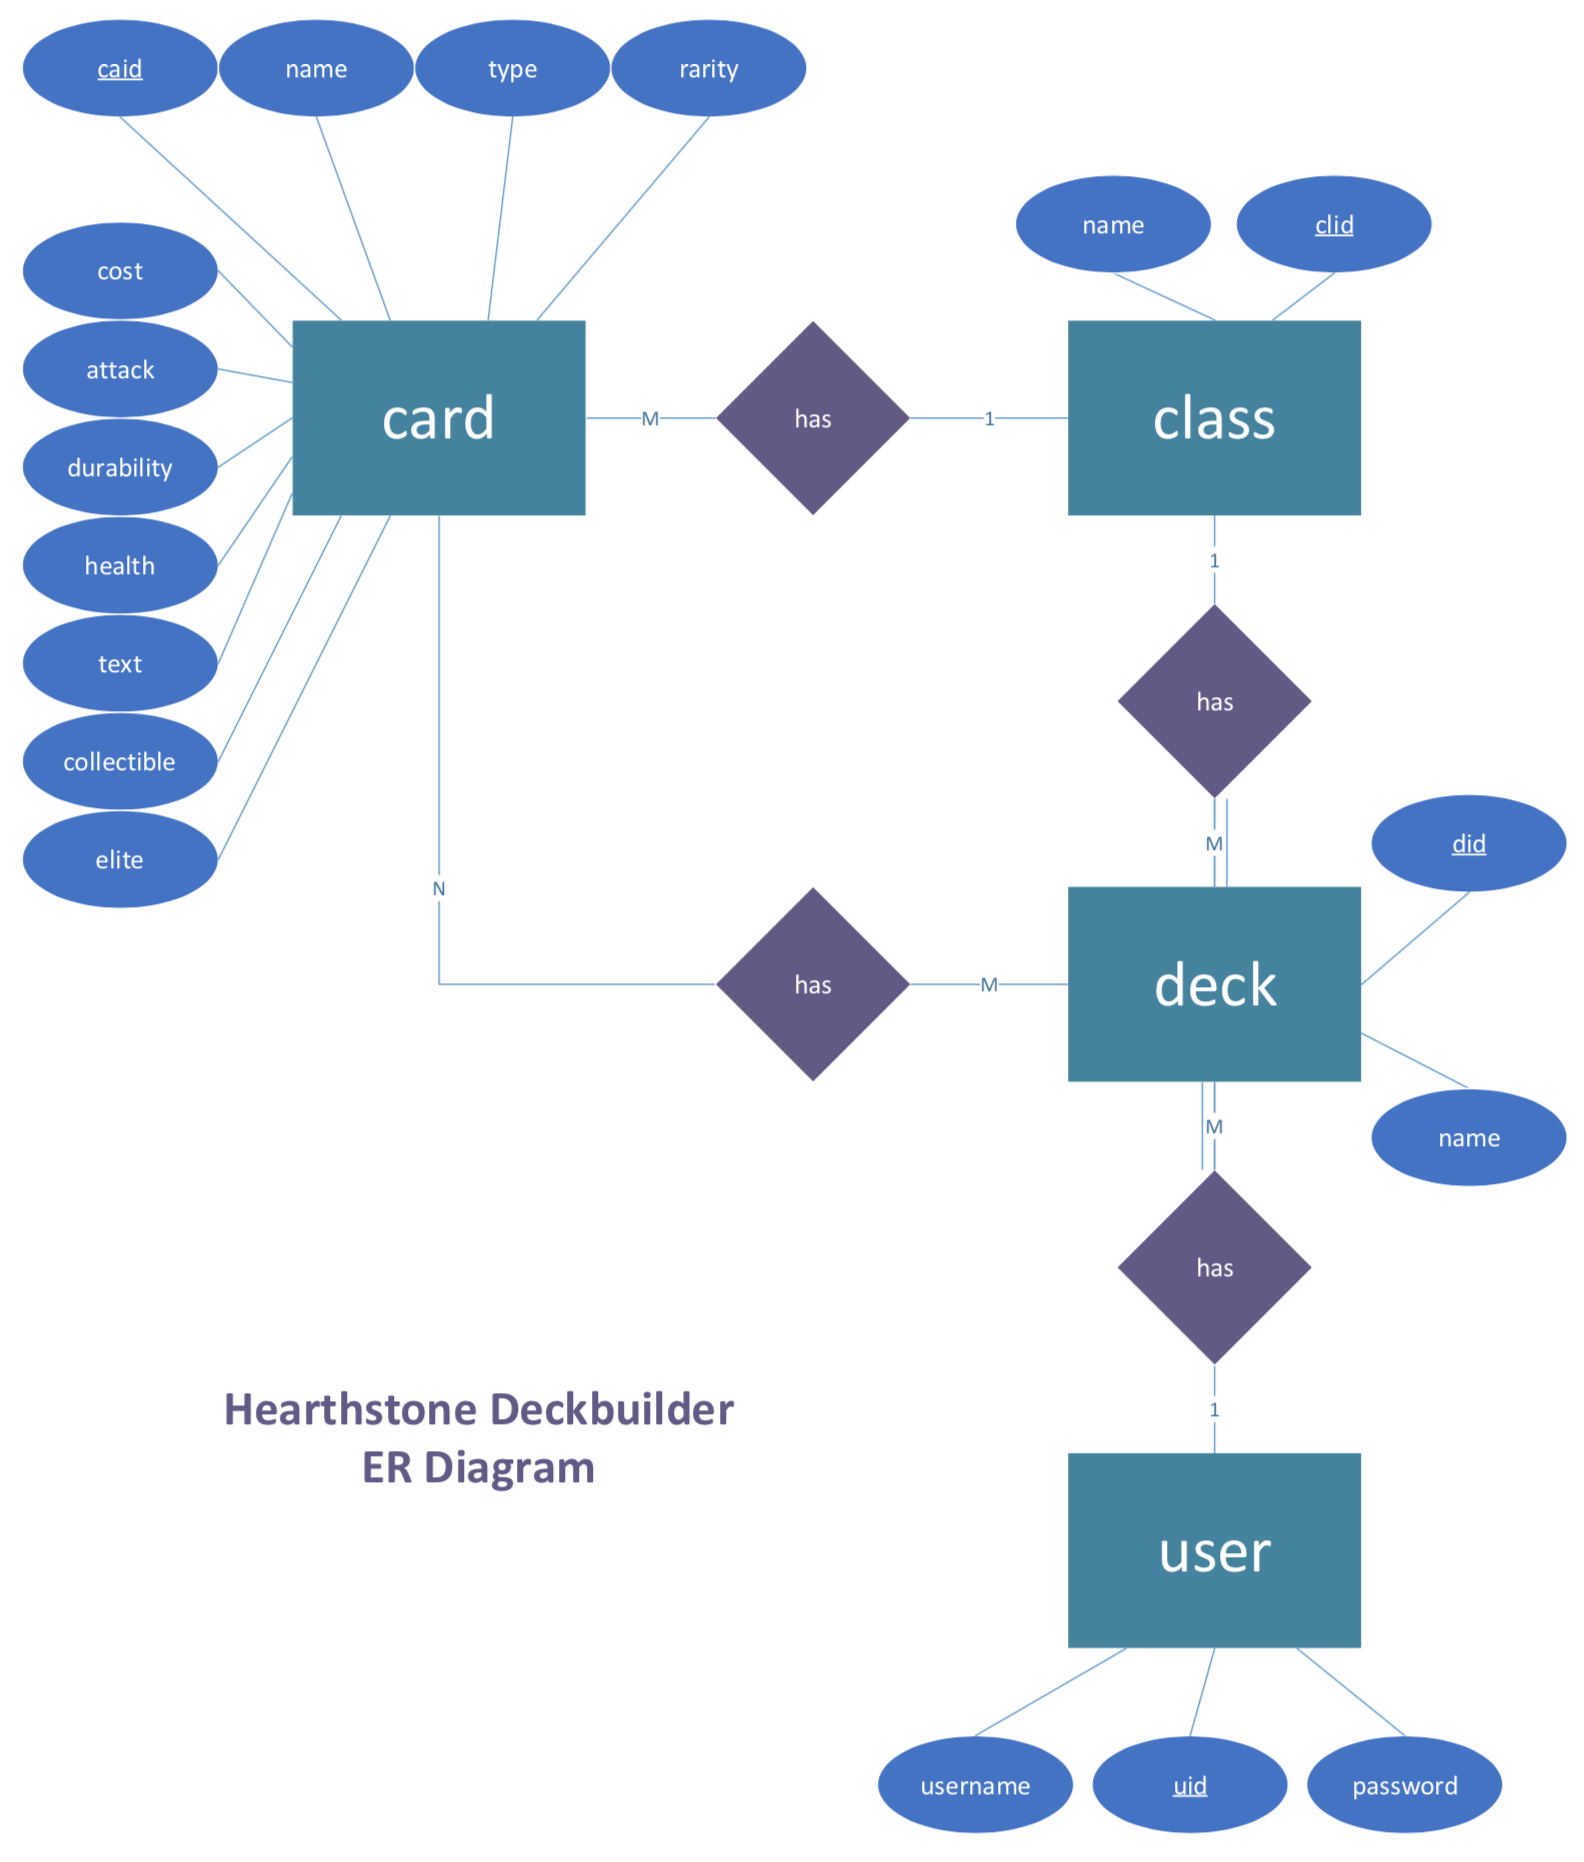 caid
name
type
rarity
name
clid
cost
attack
durability
health
text
collectible
elite
card
M
has
1
class
1
has
M
did
N
has
M
deck
name
M
has
1
Hearthstone Deckbuilder
ER Diagram
user
username
uid
password